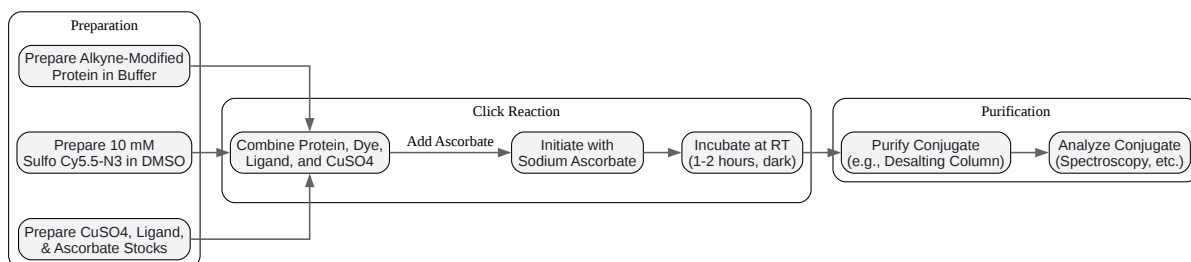 Preparation
Prepare Alkyne-Modified
Protein in Buffer
Prepare 10 mM
Sulfo Cy5.5-N3 in DMSO
Prepare CuSO4, Ligand,
& Ascorbate Stocks
Click Reaction
Combine Protein, Dye,
Ligand, and CuSO4
Add Ascorbate
Initiate with
Sodium Ascorbate
Incubate at RT
(1-2 hours, dark)
Purification
Purify Conjugate
(e.g., Desalting Column)
Analyze Conjugate
(Spectroscopy, etc.)